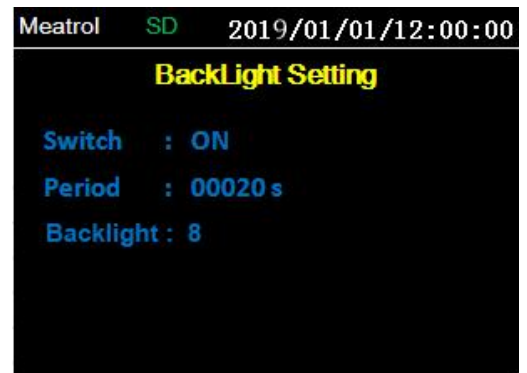 Meatrol SD 2019/01/01/12:00:00
BackLight Setting
Switch : ON
Period : 00020 s
Backlight : 8